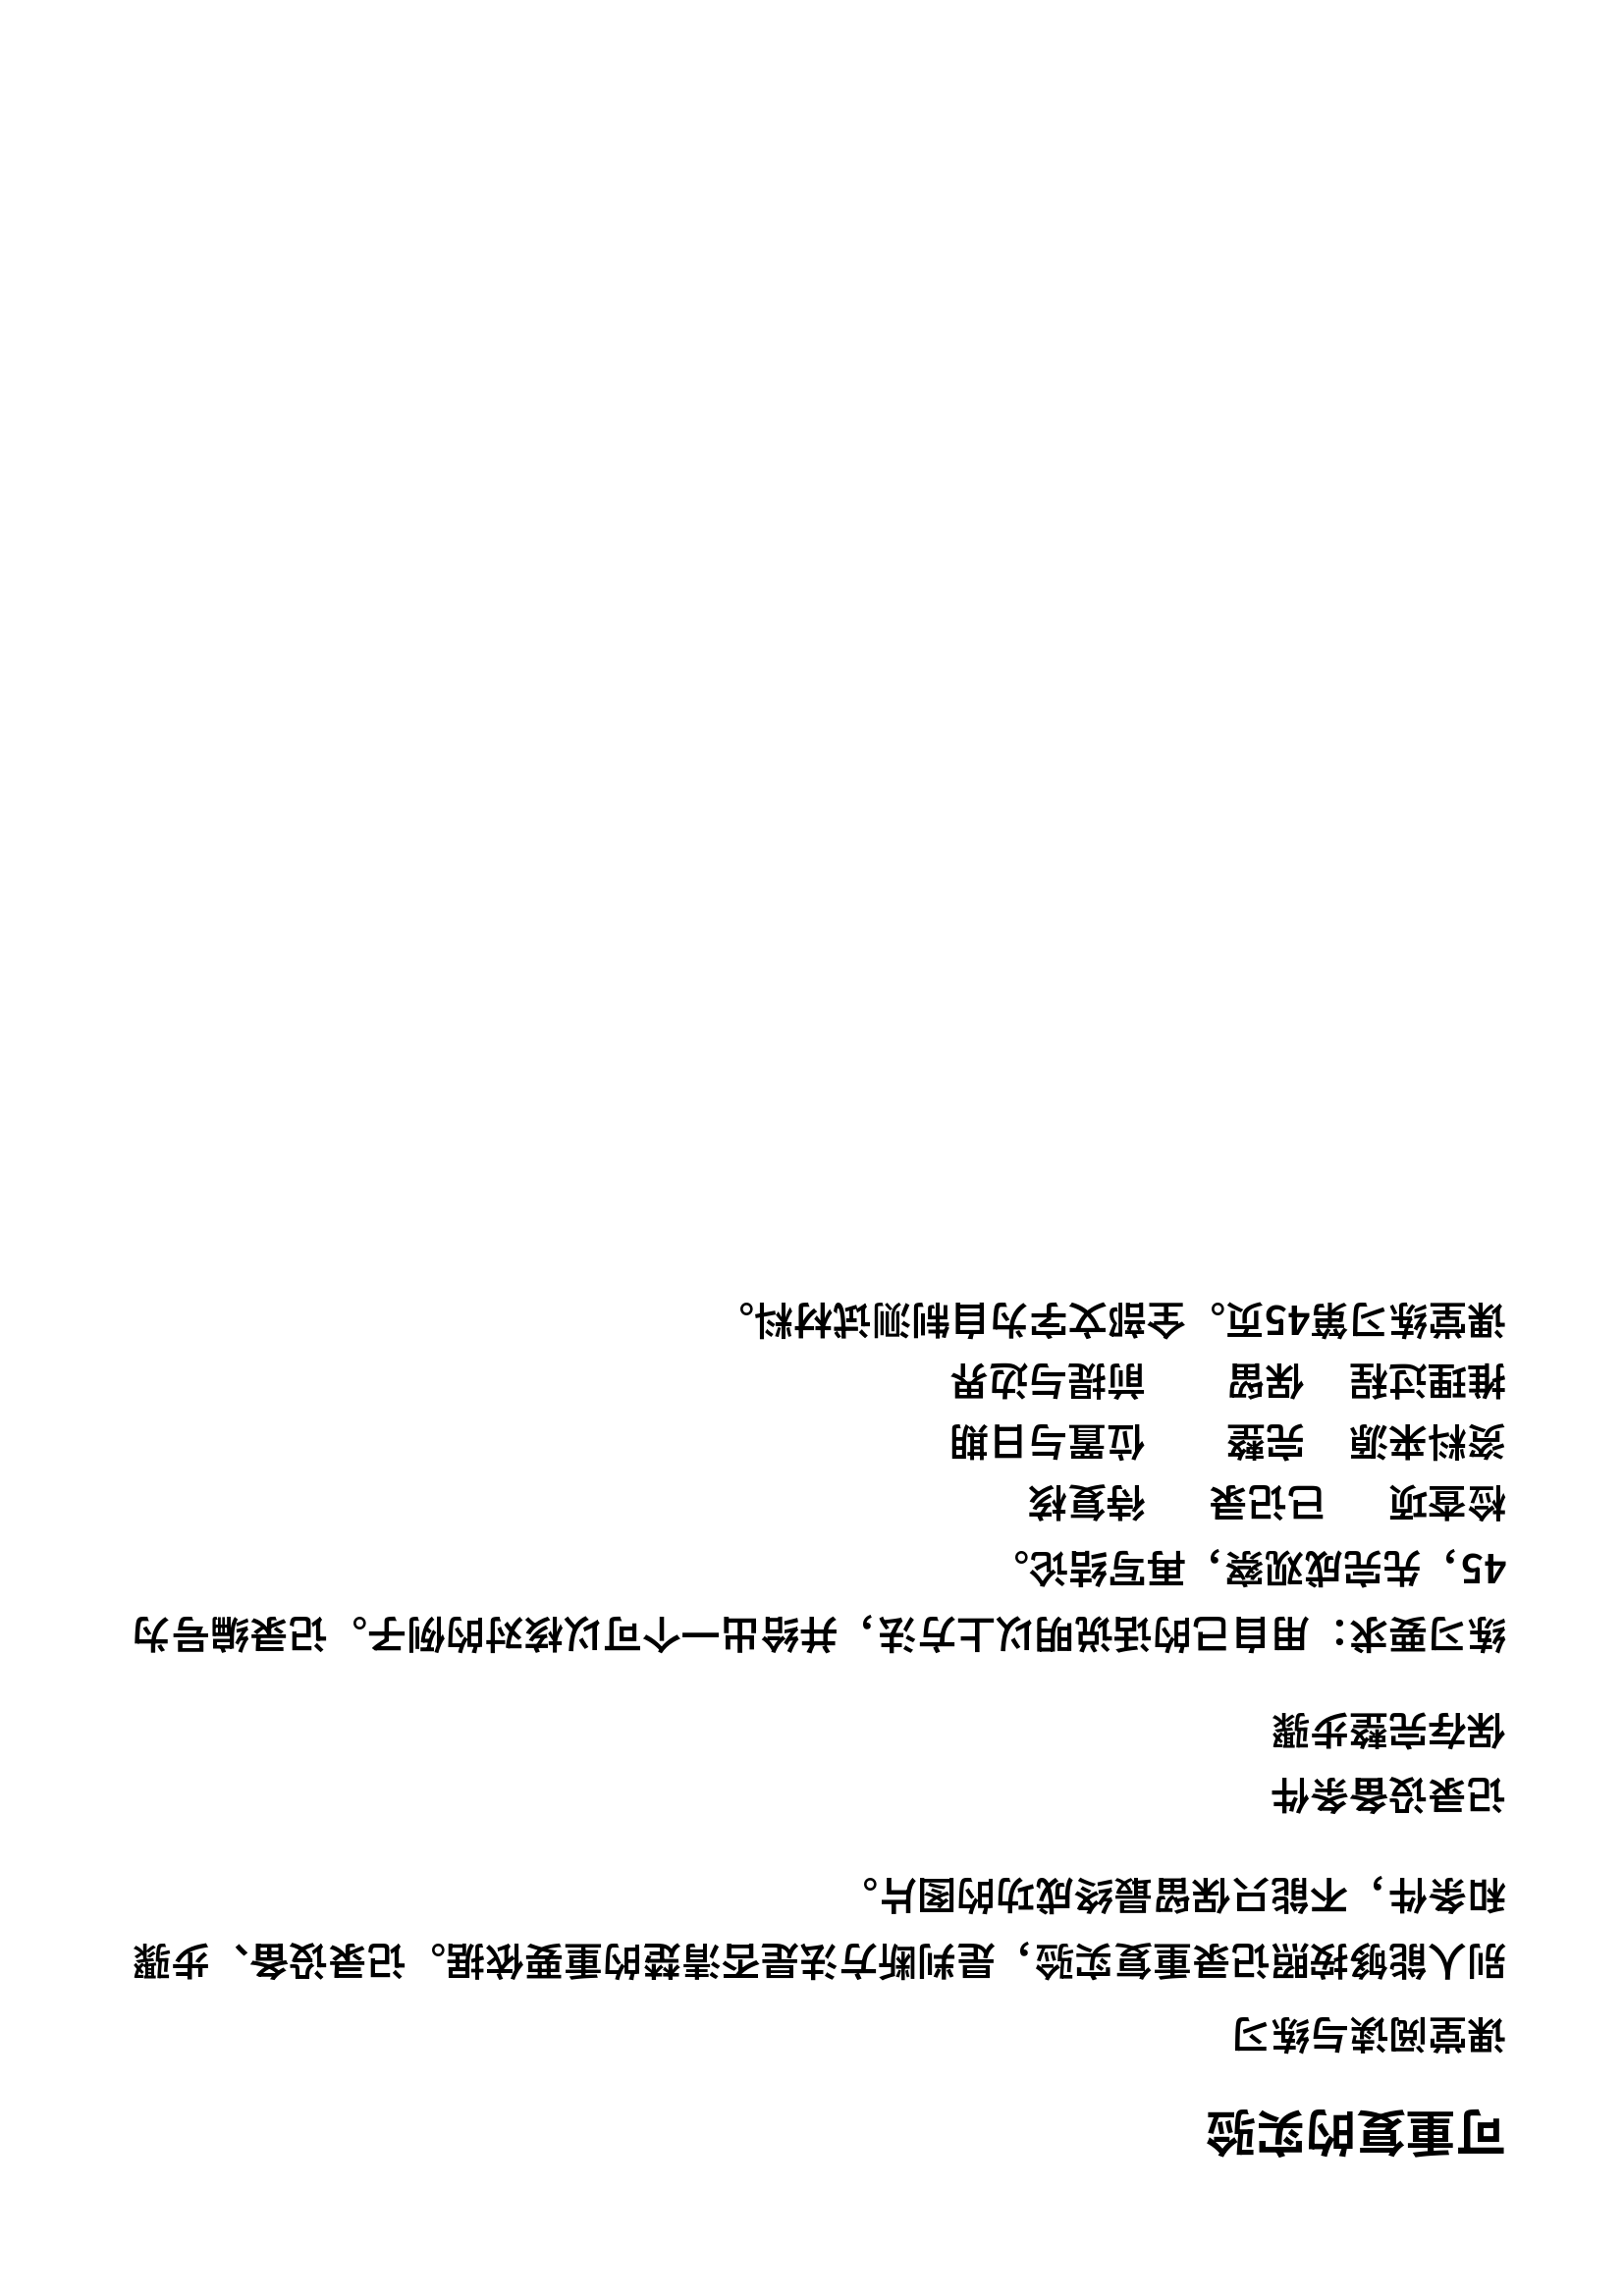 可重复的实验
课堂阅读与练习
别人能够按照记录重复实验，是判断方法是否清楚的重要依据。记录设备、步骤
和条件，不能只保留最终成功的图片。
记录设备条件
保存完整步骤
练习要求：用自己的话说明以上方法，并给出一个可以核对的例子。记录编号为
45，先完成观察，再写结论。
检查项 已记录 待复核
资料来源 完整 位置与日期
推理过程 保留 前提与边界
课堂练习第45页。全部文字为自制测试材料。